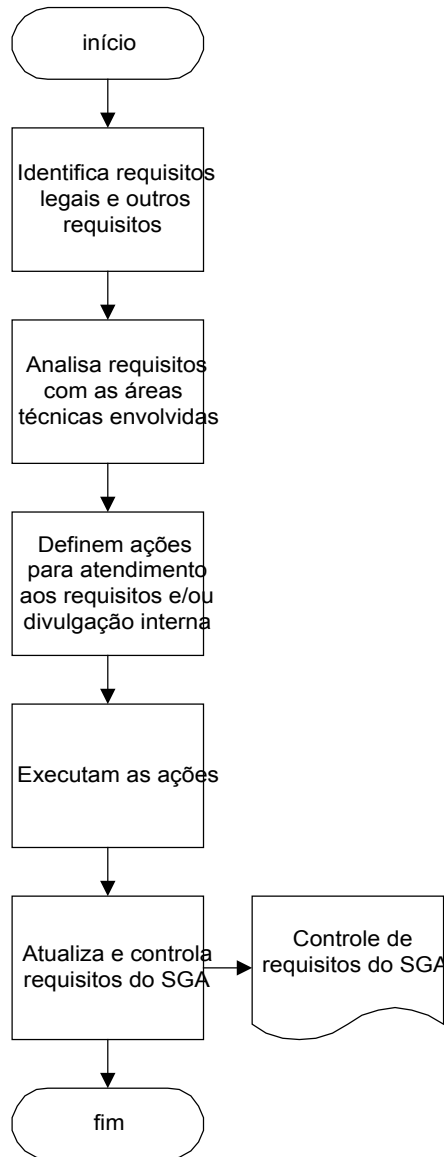 início
Identifica requisitos
legais e outros
requisitos
Analisa requisitos
com as áreas
técnicas envolvidas
Definem ações
para atendimento
aos requisitos e/ou
divulgação interna
Executam as ações
Atualiza e controla
requisitos do SGA
Controle de
requisitos do SGA
fim